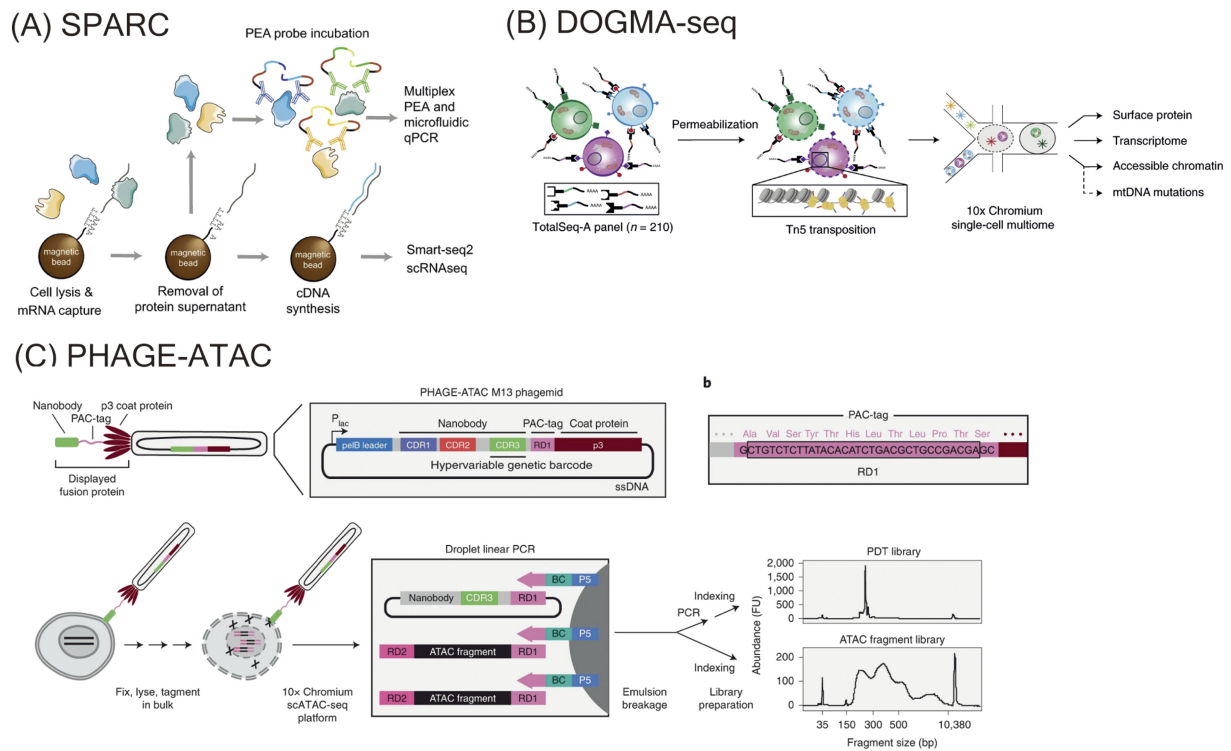 (A) SPARC
PEA probe incubation
Multiplex
PEA and
microfluidic
qPCR
magnetic
bead
magnetic
bead
magnetic
bead
Cell lysis &
mRNA capture
Removal of
protein supernatant
cDNA
synthesis
Smart-seq2
scRNAseq
(B) DOGMA-seq
AAAA
TotalSeq-A panel (n = 210)
Permeabilization
Tn5 transposition
10x Chromium
single-cell multiome
Surface protein
Transcriptome
Accessible chromatin
mtDNA mutations
(C) PHAGE-ATAC
Nanobody
PAC-tag
p3 coat protein
Displayed
fusion protein
PHAGE-ATAC M13 phagemid
Plac
Nanobody
PAC-tag
Coat protein
pelB leader
CDR1
CDR2
CDR3
RD1
p3
Hypervariable genetic barcode
ssDNA
b
PAC-tag
Ala Val Ser Tyr Thr His Leu Thr Leu Pro Thr Ser
GCTGTCTCTTATACACATCTGACGCTGCCGACGAGC
RD1
Fix, lyse, tagment
in bulk
10× Chromium
scATAC-seq
platform
Droplet linear PCR
BC P5
Nanobody CDR3 RD1
BC P5
RD2 ATAC fragment RD1
BC P5
RD2 ATAC fragment RD1
Emulsion
breakage
PCR
Indexing
Indexing
Library
preparation
PDT library
2,000
1,500
1,000
500
0
Abundance (FU)
ATAC fragment library
200
100
0
35 150 300 500 10,380
Fragment size (bp)